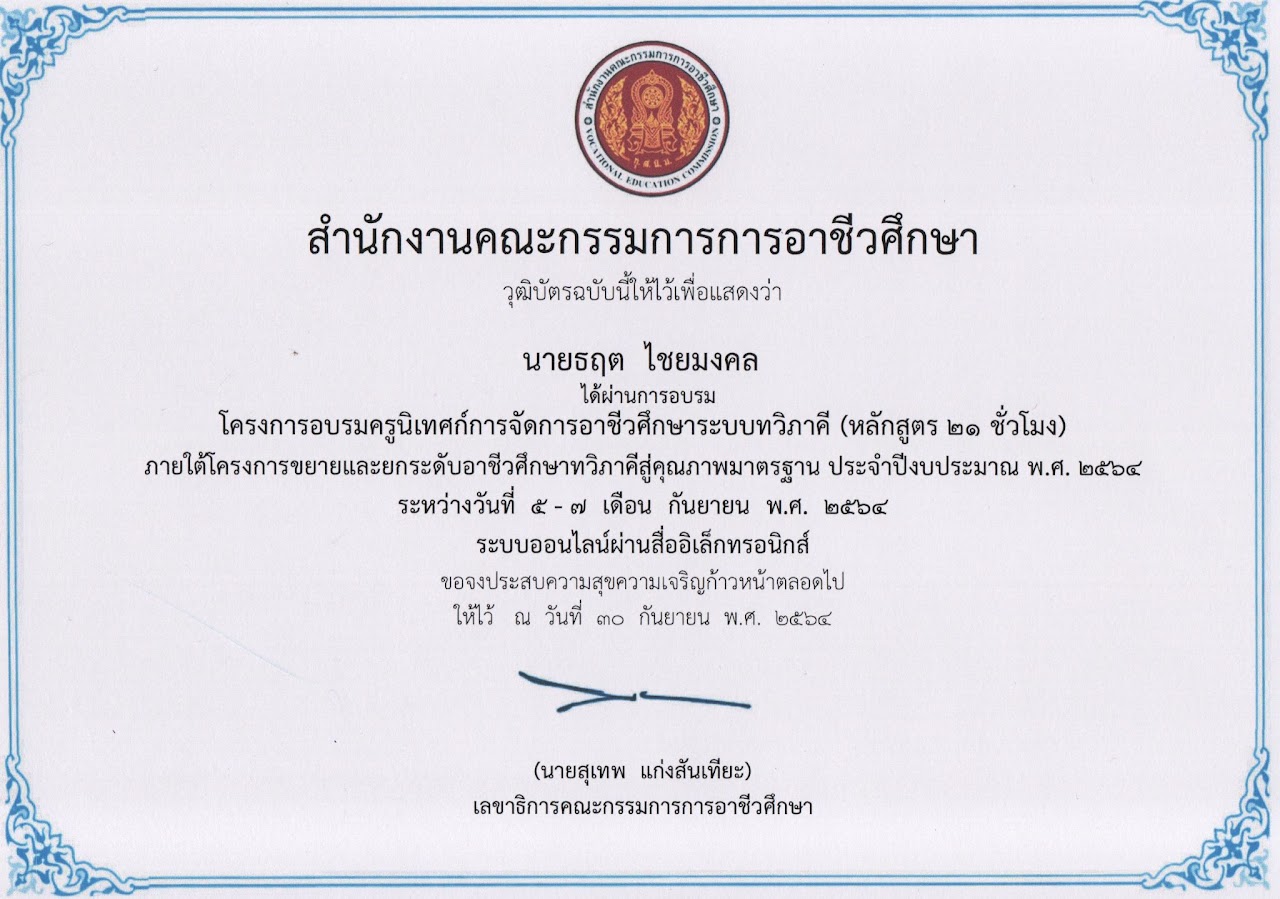 สำนักงานคณะกรรมการการอาชีวศึกษา
VOCATIONAL EDUCATION COMMISSION
สำนักงานคณะกรรมการการอาชีวศึกษา
วุฒิบัตรฉบับนี้ให้ไว้เพื่อแสดงว่า
นายธฤต ไชยมงคล
ได้ผ่านการอบรม
โครงการอบรมครูนิเทศก์การจัดการอาชีวศึกษาระบบทวิภาคี (หลักสูตร ๒๑ ชั่วโมง)
ภายใต้โครงการขยายและยกระดับอาชีวศึกษาทวิภาคีสู่คุณภาพมาตรฐาน ประจำปีงบประมาณ พ.ศ. ๒๕๖๔
ระหว่างวันที่ ๕ - ๗ เดือน กันยายน พ.ศ. ๒๕๖๔
ระบบออนไลน์ผ่านสื่ออิเล็กทรอนิกส์
ขอจงประสบความสุขความเจริญก้าวหน้าตลอดไป
ให้ไว้ ณ วันที่ ๓๐ กันยายน พ.ศ. ๒๕๖๔
(นายสุเทพ แก่งสันเทียะ)
เลขาธิการคณะกรรมการการอาชีวศึกษา